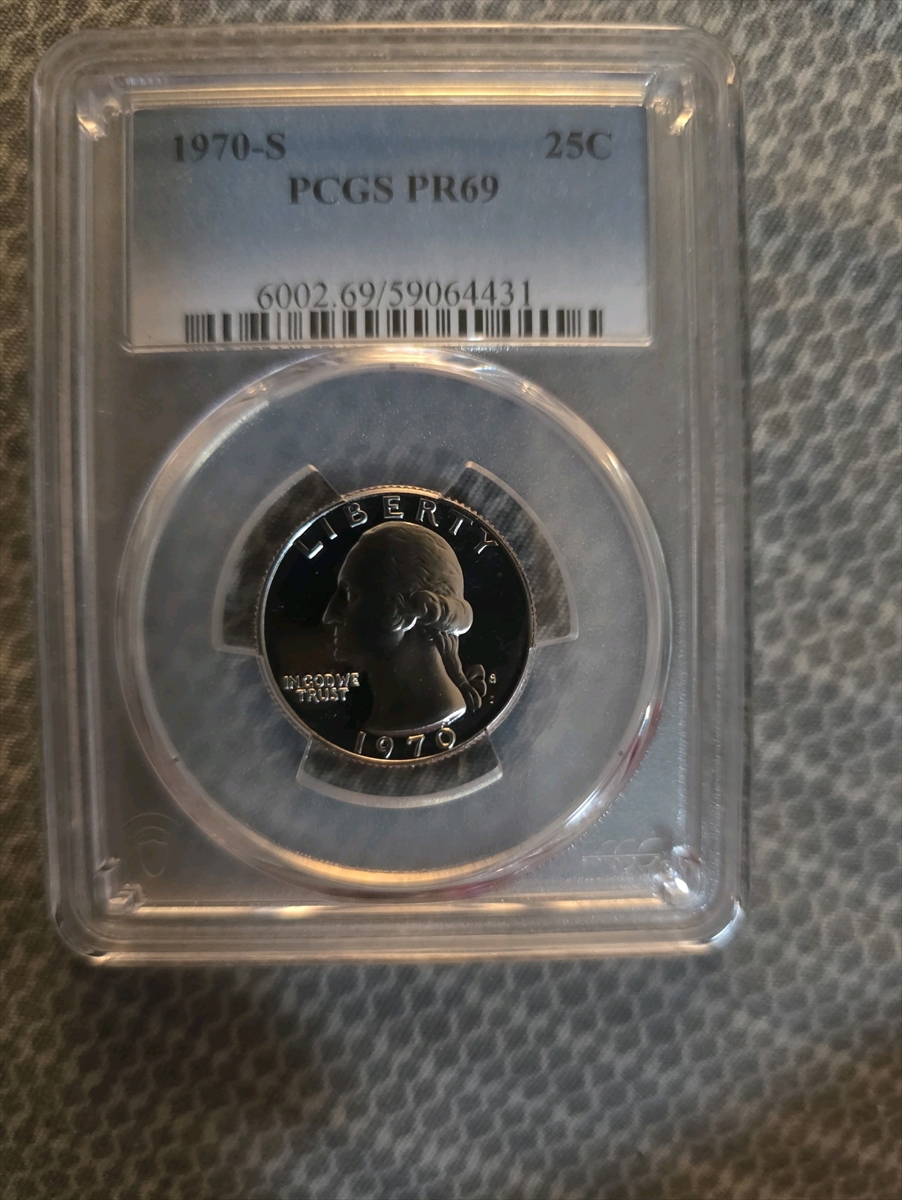 1970-S 25C
PCGS PR69
6002.69/59064431
LIBERTY
IN GOD WE
TRUST
S
1970